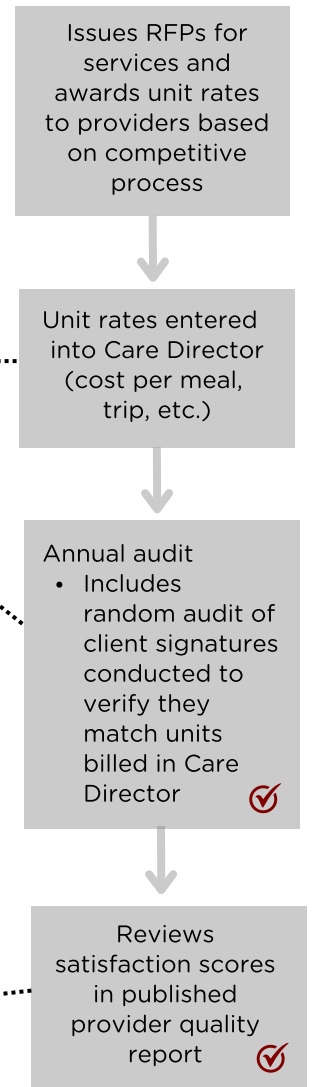 Issues RFPs for
services and
awards unit rates
to providers based
on competitive
process
Unit rates entered
into Care Director
(cost per meal,
trip, etc.)
Annual audit
• Includes
random audit of
client signatures
conducted to
verify they
match units
billed in Care
Director
Reviews
satisfaction scores
in published
provider quality
report